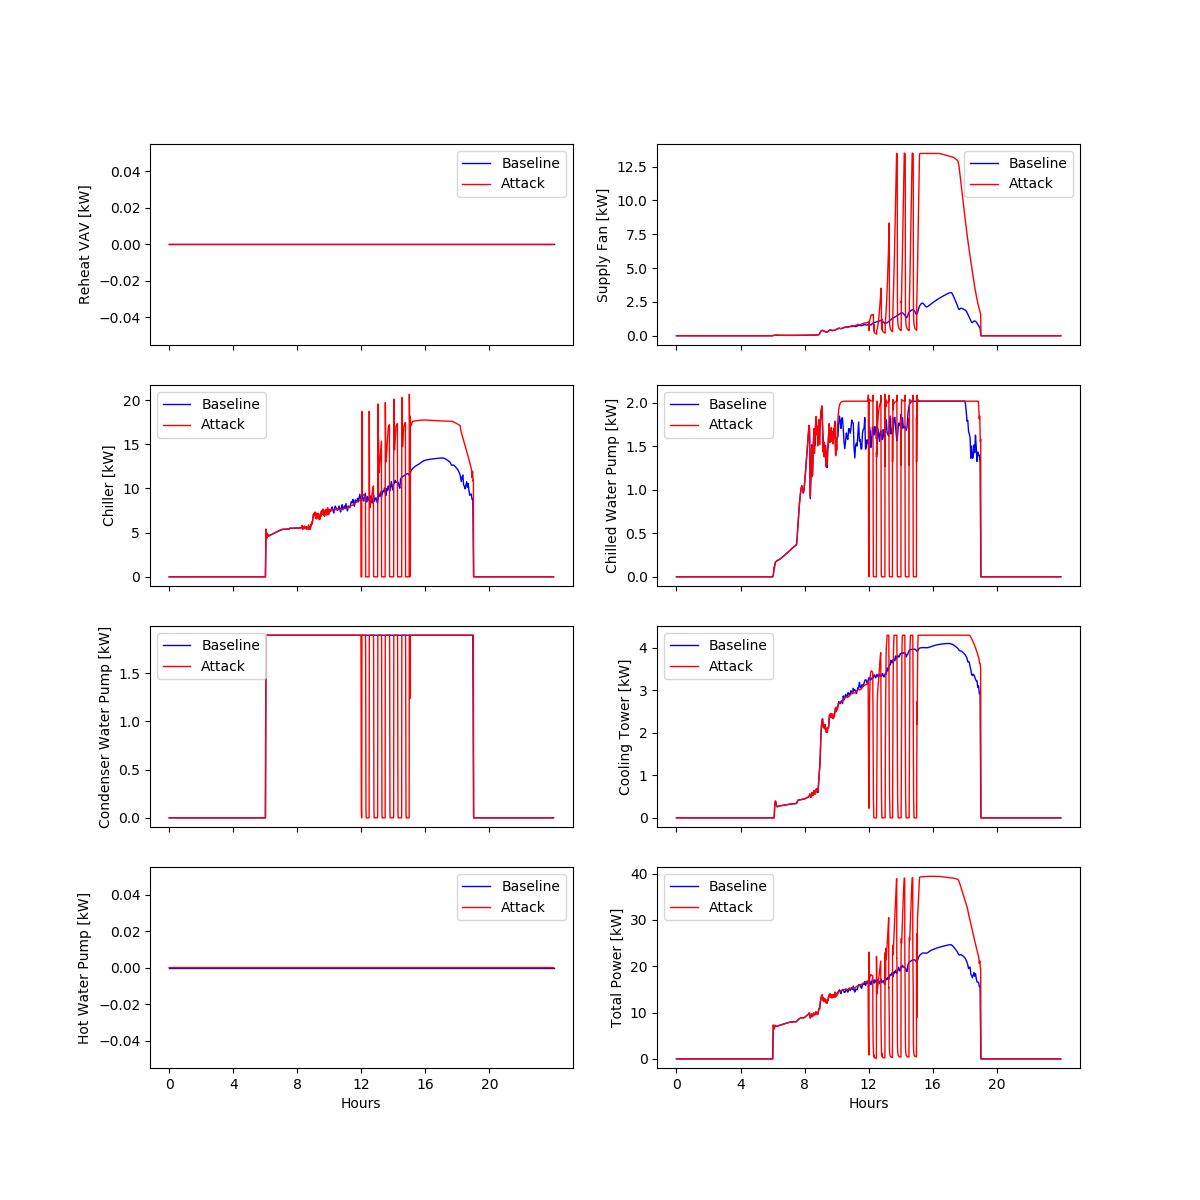 Reheat VAV [kW]
0.04
0.02
0.00
−0.02
−0.04
Baseline
Attack
Supply Fan [kW]
12.5
10.0
7.5
5.0
2.5
0.0
Baseline
Attack
Chiller [kW]
20
15
10
5
0
Baseline
Attack
Chilled Water Pump [kW]
2.0
1.5
1.0
0.5
0.0
Baseline
Attack
Condenser Water Pump [kW]
1.5
1.0
0.5
0.0
Baseline
Attack
Cooling Tower [kW]
4
3
2
1
0
Baseline
Attack
Hot Water Pump [kW]
0.04
0.02
0.00
−0.02
−0.04
Baseline
Attack
0 4 8 12 16 20
Hours
Total Power [kW]
40
30
20
10
0
Baseline
Attack
0 4 8 12 16 20
Hours